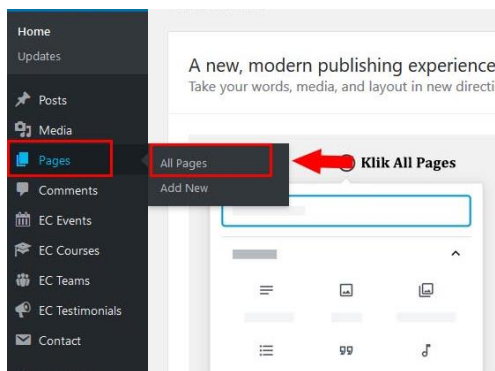 Home
Updates
Posts
Media
Pages
Comments
EC Events
EC Courses
EC Teams
EC Testimonials
Contact
All Pages
Add New
A new, modern publishing experience
Take your words, media, and layout in new directi
Klik All Pages